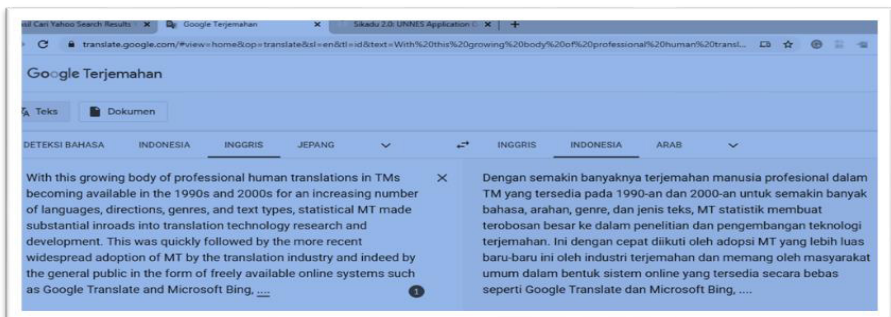 sil Cari Yahoo Search Results
Google Terjemahan
Sikadu 2.0: UNNES Application
translate.google.com/#view=home&op=translate&sl=en&tl=id&text=With%20this%20growing%20body%20of%20professional%20human%20transl...
Google Terjemahan
Teks
Dokumen
DETEKSI BAHASA INDONESIA INGGRIS JEPANG
INGGRIS INDONESIA ARAB
With this growing body of professional human translations in TMs
becoming available in the 1990s and 2000s for an increasing number
of languages, directions, genres, and text types, statistical MT made
substantial inroads into translation technology research and
development. This was quickly followed by the more recent
widespread adoption of MT by the translation industry and indeed by
the general public in the form of freely available online systems such
as Google Translate and Microsoft Bing, ....
1
Dengan semakin banyaknya terjemahan manusia profesional dalam
TM yang tersedia pada 1990-an dan 2000-an untuk semakin banyak
bahasa, arahan, genre, dan jenis teks, MT statistik membuat
terobosan besar ke dalam penelitian dan pengembangan teknologi
terjemahan. Ini dengan cepat diikuti oleh adopsi MT yang lebih luas
baru-baru ini oleh industri terjemahan dan memang oleh masyarakat
umum dalam bentuk sistem online yang tersedia secara bebas
seperti Google Translate dan Microsoft Bing, ....